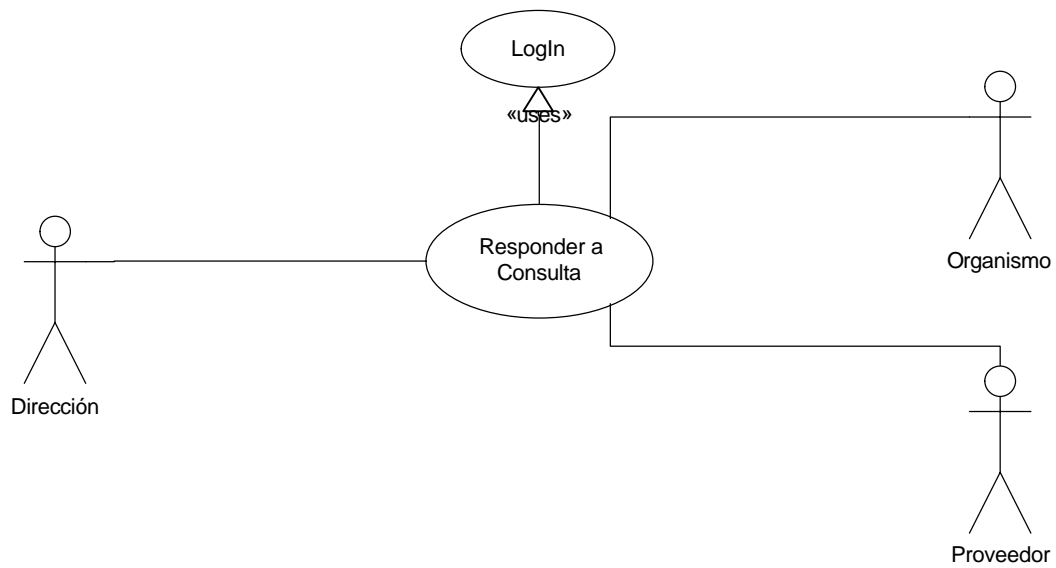 LogIn
«uses»
Responder a
Consulta
Organismo
Dirección
Proveedor